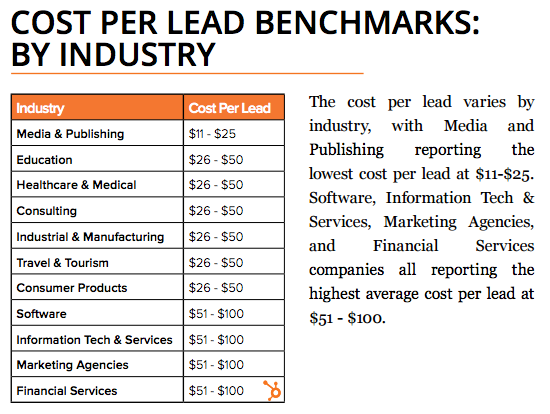 COST PER LEAD BENCHMARKS:
BY INDUSTRY
Industry Cost Per Lead
Media & Publishing $11 - $25
Education $26 - $50
Healthcare & Medical $26 - $50
Consulting $26 - $50
Industrial & Manufacturing $26 - $50
Travel & Tourism $26 - $50
Consumer Products $26 - $50
Software $51 - $100
Information Tech & Services $51 - $100
Marketing Agencies $51 - $100
Financial Services $51 - $100
The cost per lead varies by
industry, with Media and
Publishing reporting the
lowest cost per lead at $11-$25.
Software, Information Tech &
Services, Marketing Agencies,
and Financial Services
companies all reporting the
highest average cost per lead at
$51 - $100.